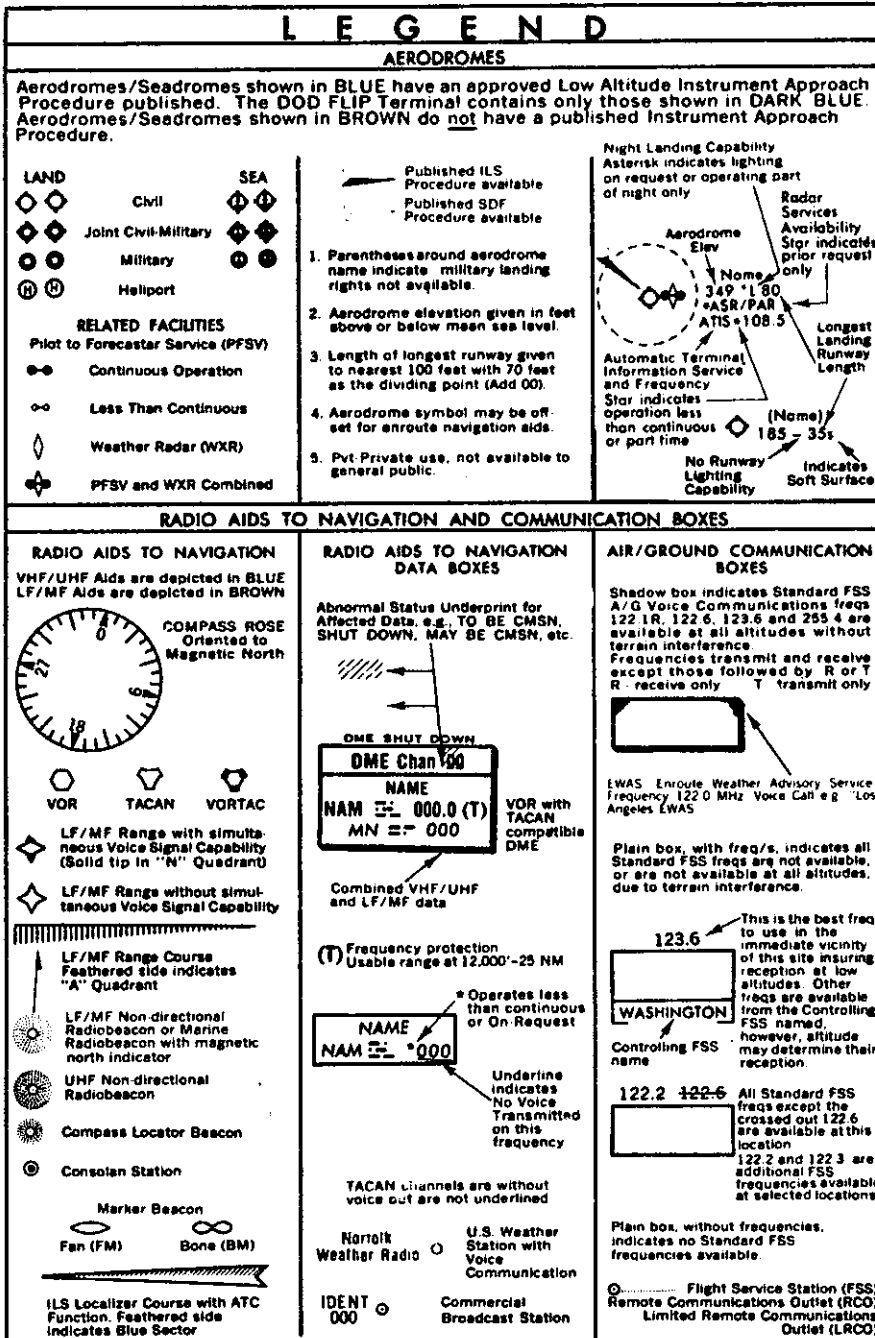 LEGEND
AERODROMES
Aerodromes/Seadromes shown in BLUE have an approved Low Altitude Instrument Approach
Procedure published. The DOD FLIP Terminal contains only those shown in DARK BLUE.
Aerodromes/Seadromes shown in BROWN do not have a published Instrument Approach
Procedure.
LAND
SEA
Civil
Joint Civil-Military
Military
H H
Heliport
RELATED FACILITIES
Pilot to Forecastar Service (PFSV)
Continuous Operation
Less Than Continuous
Weather Radar (WXR)
PFSV and WXR Combined
Published ILS
Procedure available
Published SDF
Procedure available
1. Parentheses around aerodrome
name indicate military landing
rights not available.
2. Aerodrome elevation given in feet
above or below mean sea level.
3. Length of longest runway given
to nearest 100 feet with 70 feet
as the dividing point (Add 00).
4. Aerodrome symbol may be off-
set for enroute navigation aids.
5. Pvt-Private use, not available to
general public.
Night Landing Capability
Asterisk indicates lighting
on request or operating part
of night only
Aerodrome
Elev
Radar
Services
Availability
Star indicates
prior request
only
Name
349 *L 80
*ASR/PAR
ATIS *108.5
Longest
Landing
Runway
Length
Automatic Terminal
Information Service
and Frequency
Star indicates
operation less
than continuous
or part time
(Name)
185 - 35s
No Runway
Lighting
Capability
Indicates
Soft Surface
RADIO AIDS TO NAVIGATION AND COMMUNICATION BOXES
RADIO AIDS TO NAVIGATION
VHF/UHF Aids are depicted in BLUE
LF/MF Aids are depicted in BROWN
0
27
9
18
COMPASS ROSE
Oriented to
Magnetic North
VOR
TACAN
VORTAC
LF/MF Range with simulta-
neous Voice Signal Capability
(Solid tip in "N" Quadrant)
LF/MF Range without simul-
taneous Voice Signal Capability
LF/MF Range Course
Feathered side indicates
"A" Quadrant
LF/MF Non-directional
Radiobeacon or Marine
Radiobeacon with magnetic
north indicator
UHF Non-directional
Radiobeacon
Compass Locator Beacon
Consolan Station
Marker Beacon
Fan (FM)
Bone (BM)
ILS Localizer Course with ATC
Function. Feathered side
indicates Blue Sector
RADIO AIDS TO NAVIGATION
DATA BOXES
Abnormal Status Underprint for
Affected Data, e.g., TO BE CMSN,
SHUT DOWN, MAY BE CMSN, etc.
DME SHUT DOWN
DME Chan 00
NAME
NAM 000.0 (T)
MN 000
VOR with
TACAN
compatible
DME
Combined VHF/UHF
and LF/MF data
(T) Frequency protection
Usable range at 12,000'-25 NM
* Operates less
than continuous
or On-Request
NAME
NAM *000
Underline
indicates
No Voice
Transmitted
on this
frequency
TACAN channels are without
voice out are not underlined
Norfolk
Weather Radio
U.S. Weather
Station with
Voice
Communication
IDENT
000
Commercial
Broadcast Station
AIR/GROUND COMMUNICATION
BOXES
Shadow box indicates Standard FSS
A/G Voice Communications freqs
122.1R, 122.6, 123.6 and 255.4 are
available at all altitudes without
terrain interference.
Frequencies transmit and receive
except those followed by R or T
R - receive only T transmit only
EWAS Enroute Weather Advisory Service
Frequency 122.0 MHz Voice Call e.g. "Los
Angeles EWAS
Plain box, with freq/s, indicates all
Standard FSS freqs are not available,
or are not available at all altitudes,
due to terrain interference.
123.6
WASHINGTON
Controlling FSS
name
This is the best freq
to use in the
immediate vicinity
of this site insuring
reception at low
altitudes. Other
freqs are available
from the Controlling
FSS named,
however, altitude
may determine their
reception.
122.2 122.6
All Standard FSS
freqs except the
crossed out 122.6
are available at this
location
122.2 and 122.3 are
additional FSS
frequencies available
at selected locations
Plain box, without frequencies,
indicates no Standard FSS
frequencies available.
Flight Service Station (FSS)
Remote Communications Outlet (RCO)
Limited Remote Communications
Outlet (LRCO)